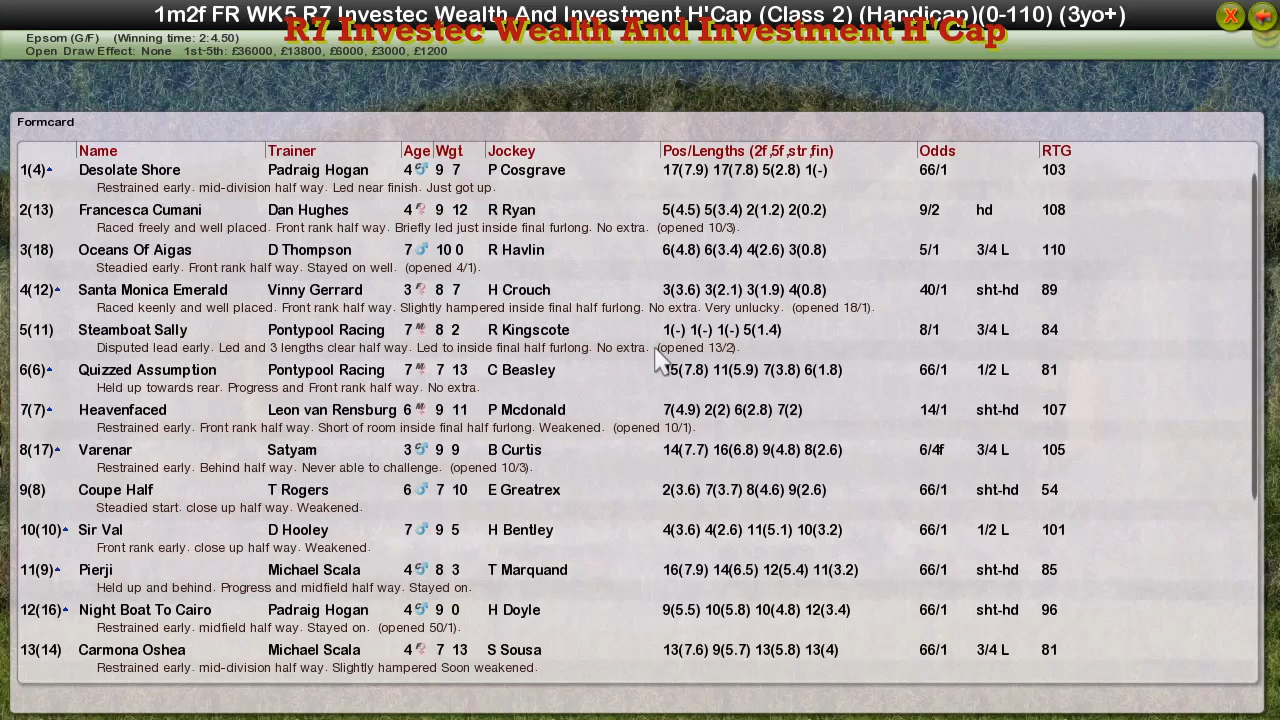 1m2f FR WK5 R7 Investec Wealth And Investment H'Cap (Class 2) (Handicap)(0-110) (3yo+)
R7 Investec Wealth And Investment H'Cap
Epsom (G/F) (Winning time: 2:4.50)
Open Draw Effect: None 1st-5th: £36000, £13800, £6000, £3000, £1200
Formcard
Name Trainer Age Wgt Jockey Pos/Lengths (2f,5f,str,fin) Odds RTG
1(4) Desolate Shore Padraig Hogan 4 9 7 P Cosgrave 17(7.9) 17(7.8) 5(2.8) 1(-) 66/1 103
Restrained early. mid-division half way. Led near finish. Just got up.
2(13) Francesca Cumani Dan Hughes 4 9 12 R Ryan 5(4.5) 5(3.4) 2(1.2) 2(0.2) 9/2 hd 108
Raced freely and well placed. Front rank half way. Briefly led just inside final furlong. No extra. (opened 10/3).
3(18) Oceans Of Aigas D Thompson 7 10 0 R Havlin 6(4.8) 6(3.4) 4(2.6) 3(0.8) 5/1 3/4 L 110
Steadied early. Front rank half way. Stayed on well. (opened 4/1).
4(12) Santa Monica Emerald Vinny Gerrard 3 8 7 H Crouch 3(3.6) 3(2.1) 3(1.9) 4(0.8) 40/1 sht-hd 89
Raced keenly and well placed. Front rank half way. Slightly hampered inside final half furlong. No extra. Very unlucky. (opened 18/1).
5(11) Steamboat Sally Pontypool Racing 7 8 2 R Kingscote 1(-) 1(-) 1(-) 5(1.4) 8/1 3/4 L 84
Disputed lead early. Led and 3 lengths clear half way. Led to inside final half furlong. No extra. (opened 13/2).
6(6) Quizzed Assumption Pontypool Racing 7 7 13 C Beasley 5(7.8) 11(5.9) 7(3.8) 6(1.8) 66/1 1/2 L 81
Held up towards rear. Progress and Front rank half way. No extra.
7(7) Heavenfaced Leon van Rensburg 6 9 11 P Mcdonald 7(4.9) 2(2) 6(2.8) 7(2) 14/1 sht-hd 107
Restrained early. Front rank half way. Short of room inside final half furlong. Weakened. (opened 10/1).
8(17) Varenar Satyam 3 9 9 B Curtis 14(7.7) 16(6.8) 9(4.8) 8(2.6) 6/4f 3/4 L 105
Restrained early. Behind half way. Never able to challenge. (opened 10/3).
9(8) Coupe Half T Rogers 6 7 10 E Greatrex 2(3.6) 7(3.7) 8(4.6) 9(2.6) 66/1 sht-hd 54
Steadied start. close up half way. Weakened.
10(10) Sir Val D Hooley 7 9 5 H Bentley 4(3.6) 4(2.6) 11(5.1) 10(3.2) 66/1 1/2 L 101
Front rank early. close up half way. Weakened.
11(9) Pierji Michael Scala 4 8 3 T Marquand 16(7.9) 14(6.5) 12(5.4) 11(3.2) 66/1 sht-hd 85
Held up and behind. Progress and midfield half way. Stayed on.
12(16) Night Boat To Cairo Padraig Hogan 4 9 0 H Doyle 9(5.5) 10(5.8) 10(4.8) 12(3.4) 66/1 sht-hd 96
Restrained early. midfield half way. Stayed on. (opened 50/1).
13(14) Carmona Oshea Michael Scala 4 7 13 S Sousa 13(7.6) 9(5.7) 13(5.8) 13(4) 66/1 3/4 L 81
Restrained early. mid-division half way. Slightly hampered Soon weakened.